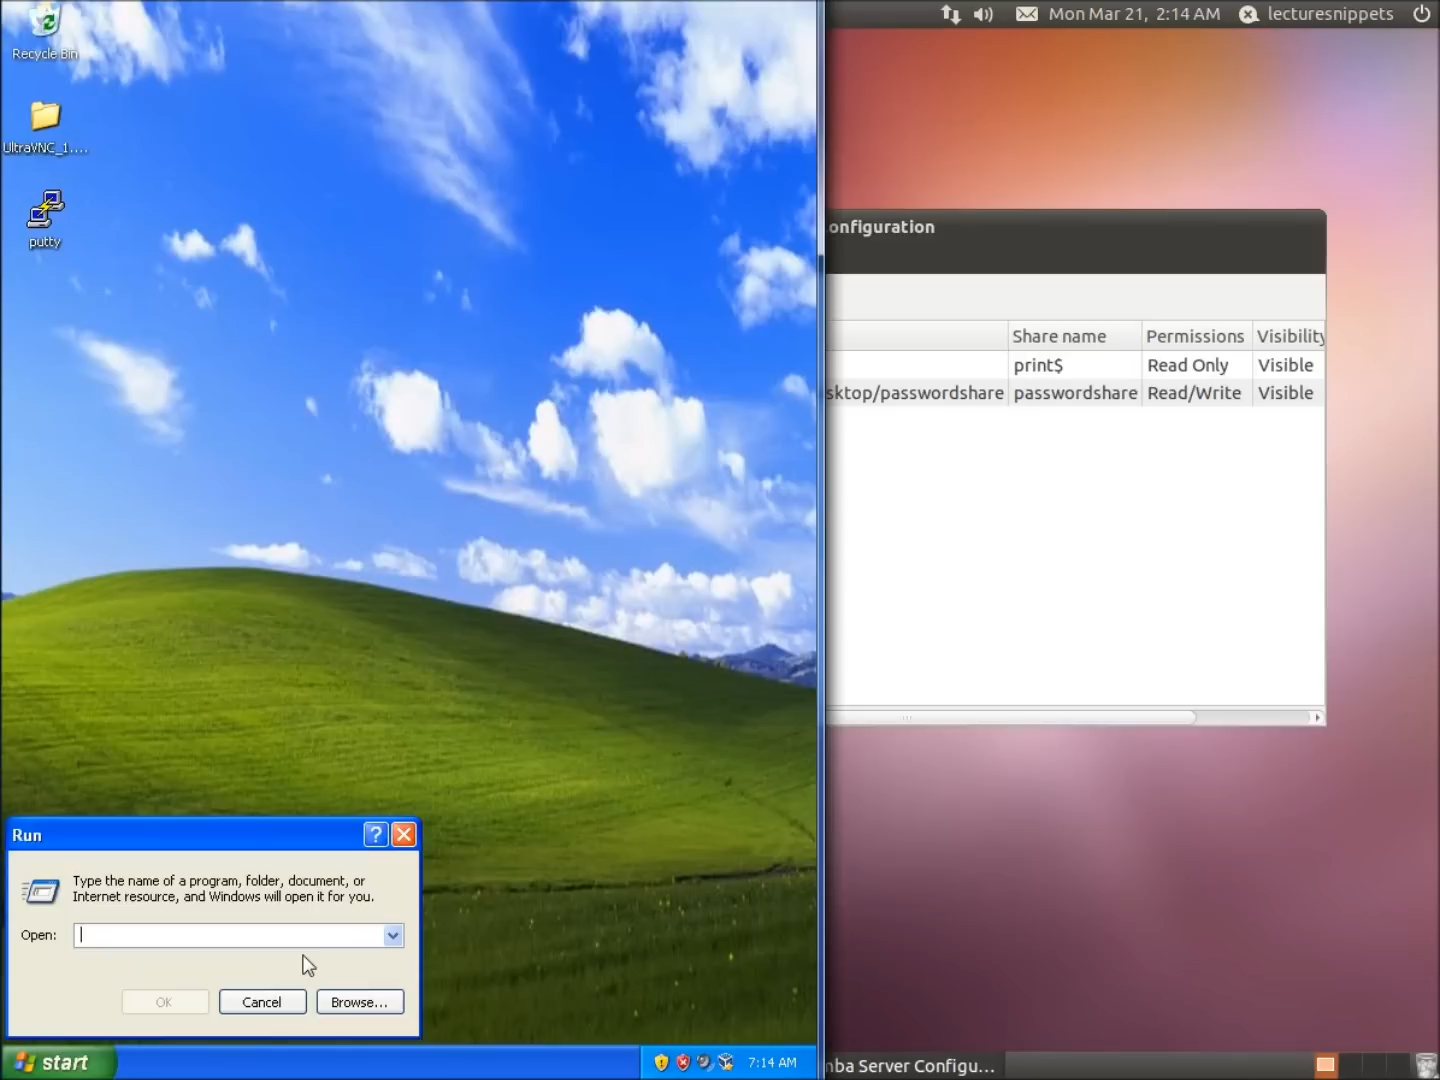 Recycle Bin
UltraVNC_1....
putty
Run
Type the name of a program, folder, document, or
Internet resource, and Windows will open it for you.
Open:
OK
Cancel
Browse...
start
7:14 AM
Mon Mar 21, 2:14 AM
lecturesnippets
onfiguration
Share name Permissions Visibility
print$ Read Only Visible
sktop/passwordshare passwordshare Read/Write Visible
mba Server Configu...